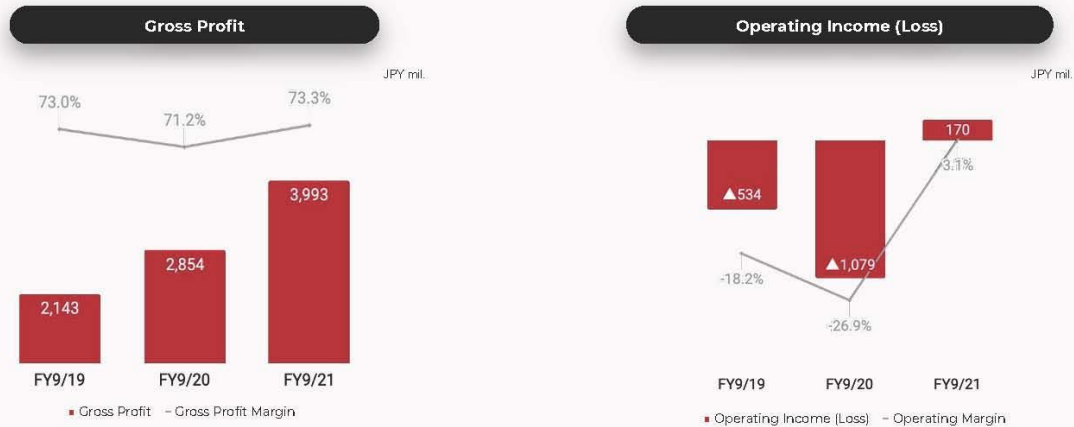 Gross Profit
JPY mil.
73.0%
71.2%
73.3%
2,143
2,854
3,993
FY9/19
FY9/20
FY9/21
Gross Profit
Gross Profit Margin
Operating Income (Loss)
JPY mil.
▲534
▲1,079
170
-18.2%
-26.9%
3.1%
FY9/19
FY9/20
FY9/21
Operating Income (Loss)
Operating Margin